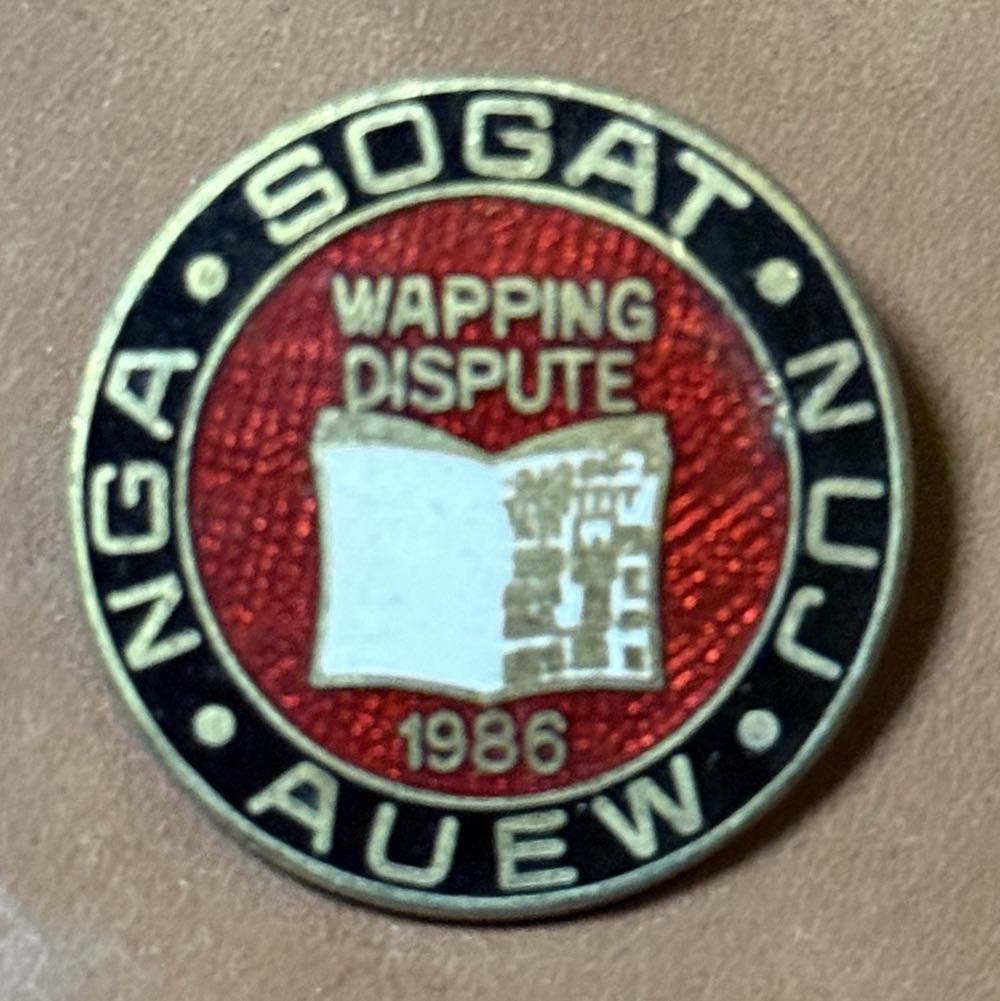 SOGAT
NUJ
AUEW
NGA
WAPPING
DISPUTE
1986